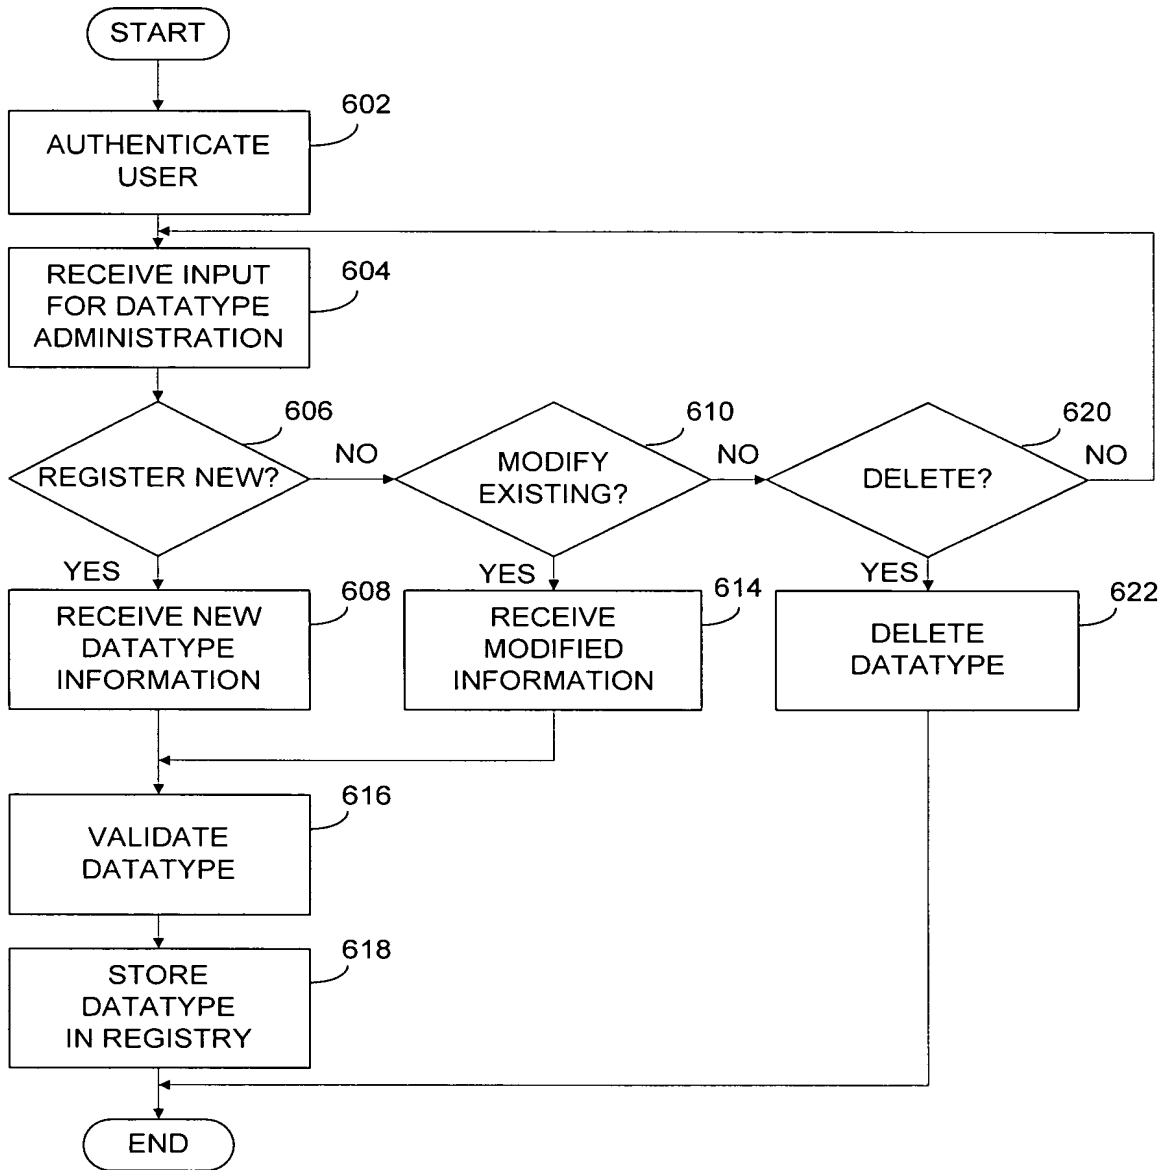 START
602
AUTHENTICATE
USER
604
RECEIVE INPUT
FOR DATATYPE
ADMINISTRATION
606
REGISTER NEW?
NO
610
MODIFY
EXISTING?
NO
620
DELETE?
NO
YES
608
RECEIVE NEW
DATATYPE
INFORMATION
YES
614
RECEIVE
MODIFIED
INFORMATION
YES
622
DELETE
DATATYPE
616
VALIDATE
DATATYPE
618
STORE
DATATYPE
IN REGISTRY
END